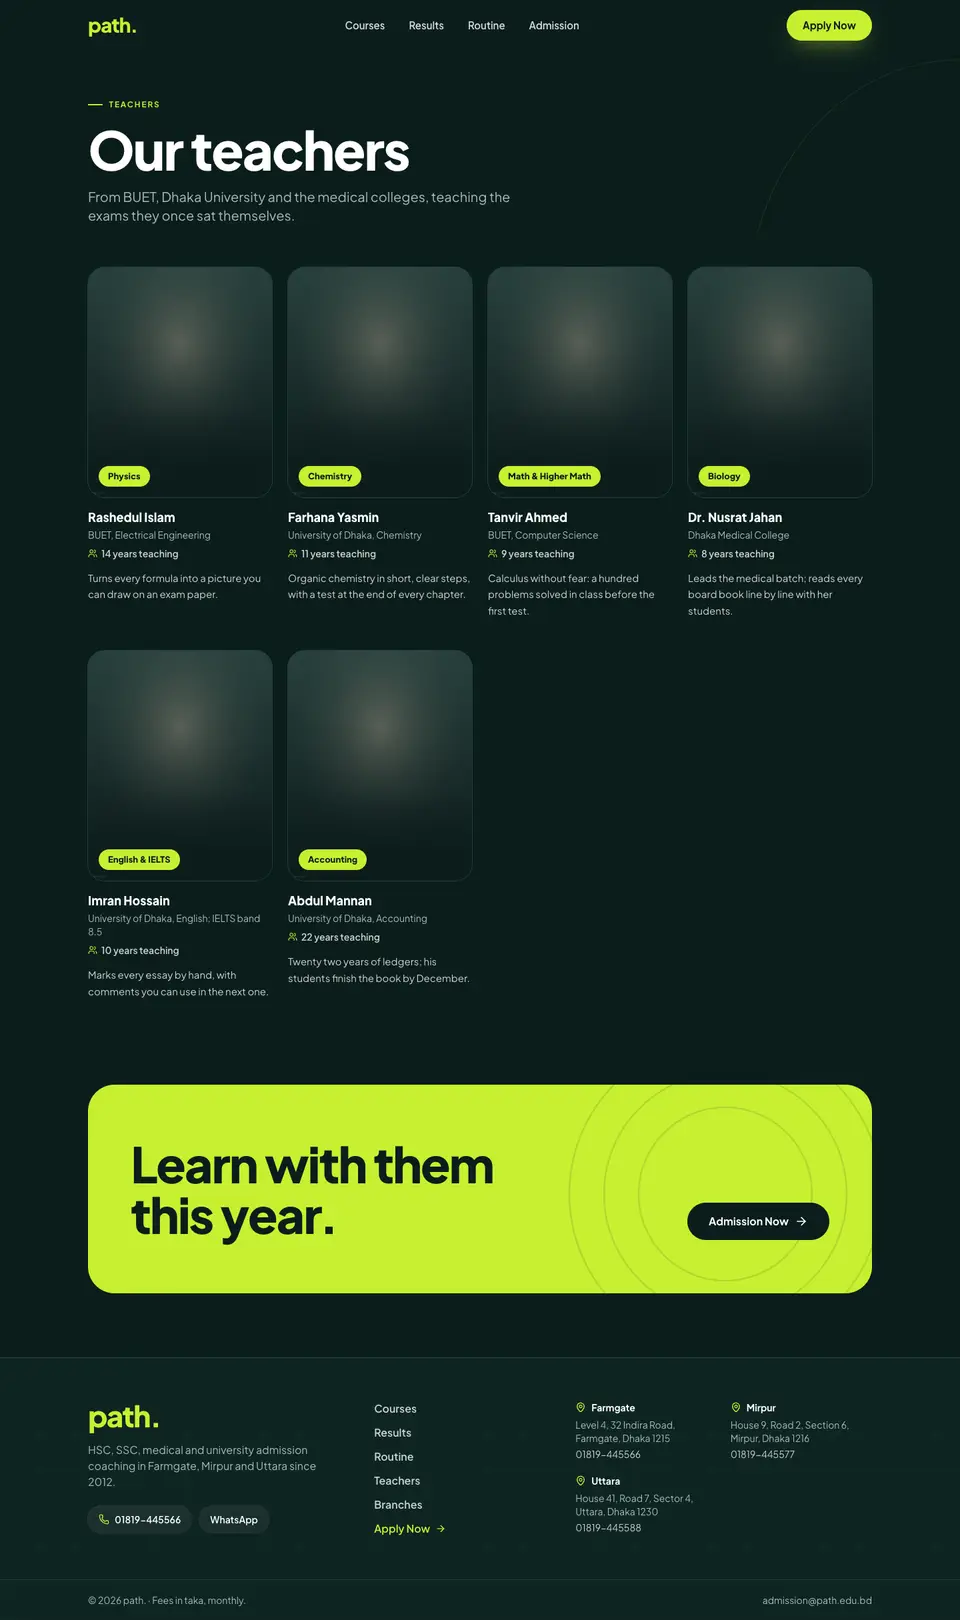 path.
Courses
Results
Routine
Admission
Apply Now
TEACHERS
Our teachers
From BUET, Dhaka University and the medical colleges, teaching the
exams they once sat themselves.
Physics
Rashedul Islam
BUET, Electrical Engineering
14 years teaching
Turns every formula into a picture you
can draw on an exam paper.
Chemistry
Farhana Yasmin
University of Dhaka, Chemistry
11 years teaching
Organic chemistry in short, clear steps,
with a test at the end of every chapter.
Math & Higher Math
Tanvir Ahmed
BUET, Computer Science
9 years teaching
Calculus without fear: a hundred
problems solved in class before the
first test.
Biology
Dr. Nusrat Jahan
Dhaka Medical College
8 years teaching
Leads the medical batch; reads every
board book line by line with her
students.
English & IELTS
Imran Hossain
University of Dhaka, English; IELTS band
8.5
10 years teaching
Marks every essay by hand, with
comments you can use in the next one.
Accounting
Abdul Mannan
University of Dhaka, Accounting
22 years teaching
Twenty two years of ledgers; his
students finish the book by December.
Learn with them
this year.
Admission Now
path.
HSC, SSC, medical and university admission
coaching in Farmgate, Mirpur and Uttara since
2012.
01819-445566
WhatsApp
Courses
Results
Routine
Teachers
Branches
Apply Now
Farmgate
Level 4, 32 Indira Road,
Farmgate, Dhaka 1215
01819-445566
Mirpur
House 9, Road 2, Section 6,
Mirpur, Dhaka 1216
01819-445577
Uttara
House 41, Road 7, Sector 4,
Uttara, Dhaka 1230
01819-445588
© 2026 path. · Fees in taka, monthly.
admission@path.edu.bd